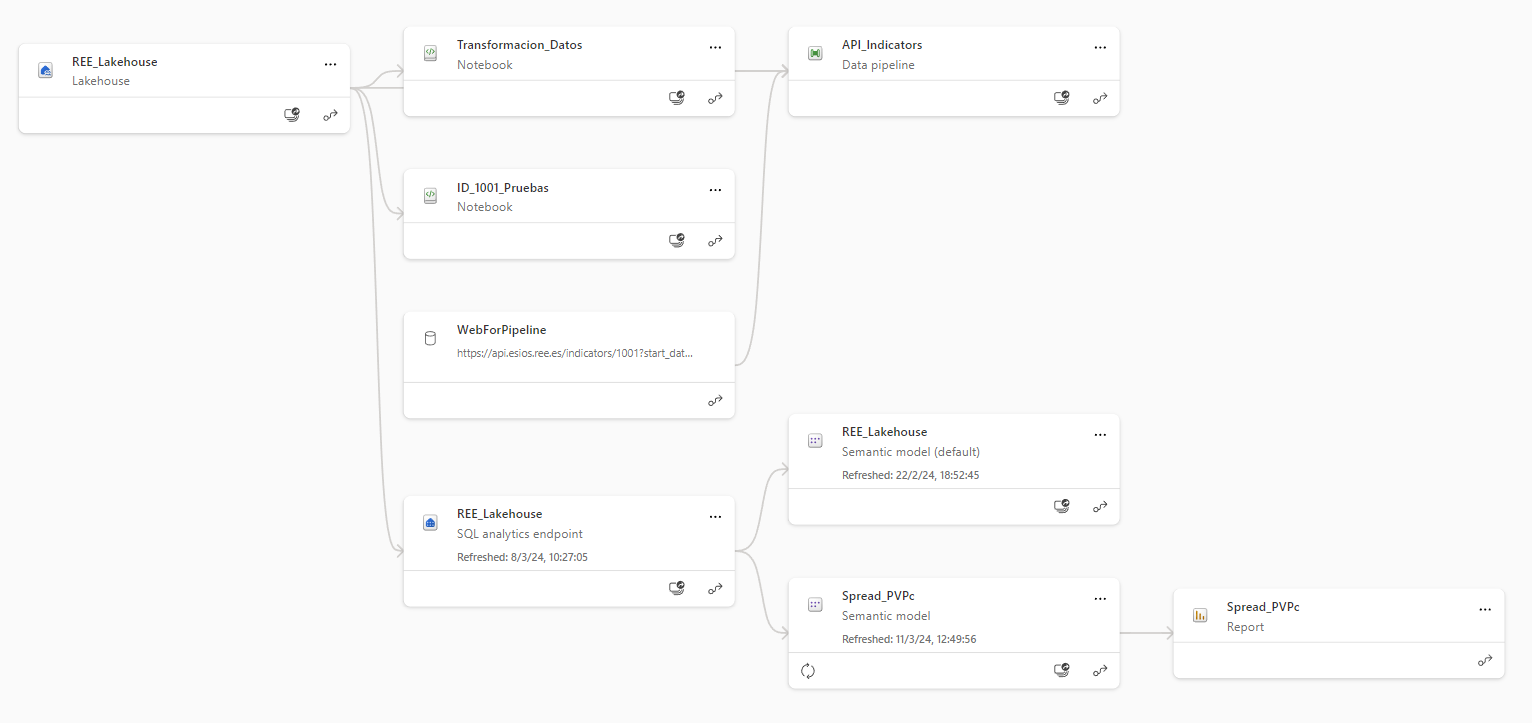 REE_Lakehouse
Lakehouse
Transformacion_Datos
Notebook
API_Indicators
Data pipeline
ID_1001_Pruebas
Notebook
WebForPipeline
https://api.esios.ree.es/indicators/1001?start_dat...
REE_Lakehouse
Semantic model (default)
Refreshed: 22/2/24, 18:52:45
REE_Lakehouse
SQL analytics endpoint
Refreshed: 8/3/24, 10:27:05
Spread_PVPc
Semantic model
Refreshed: 11/3/24, 12:49:56
Spread_PVPc
Report